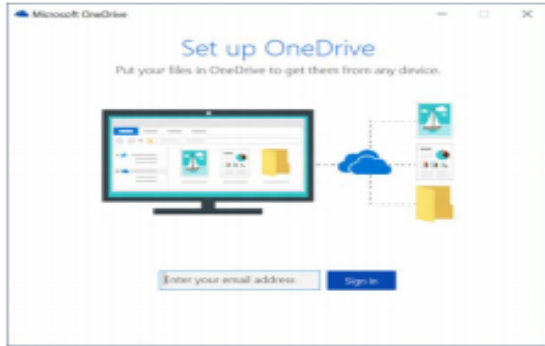 Microsoft OneDrive
Set up OneDrive
Put your files in OneDrive to get them from any device.
Enter your email address
Sign in